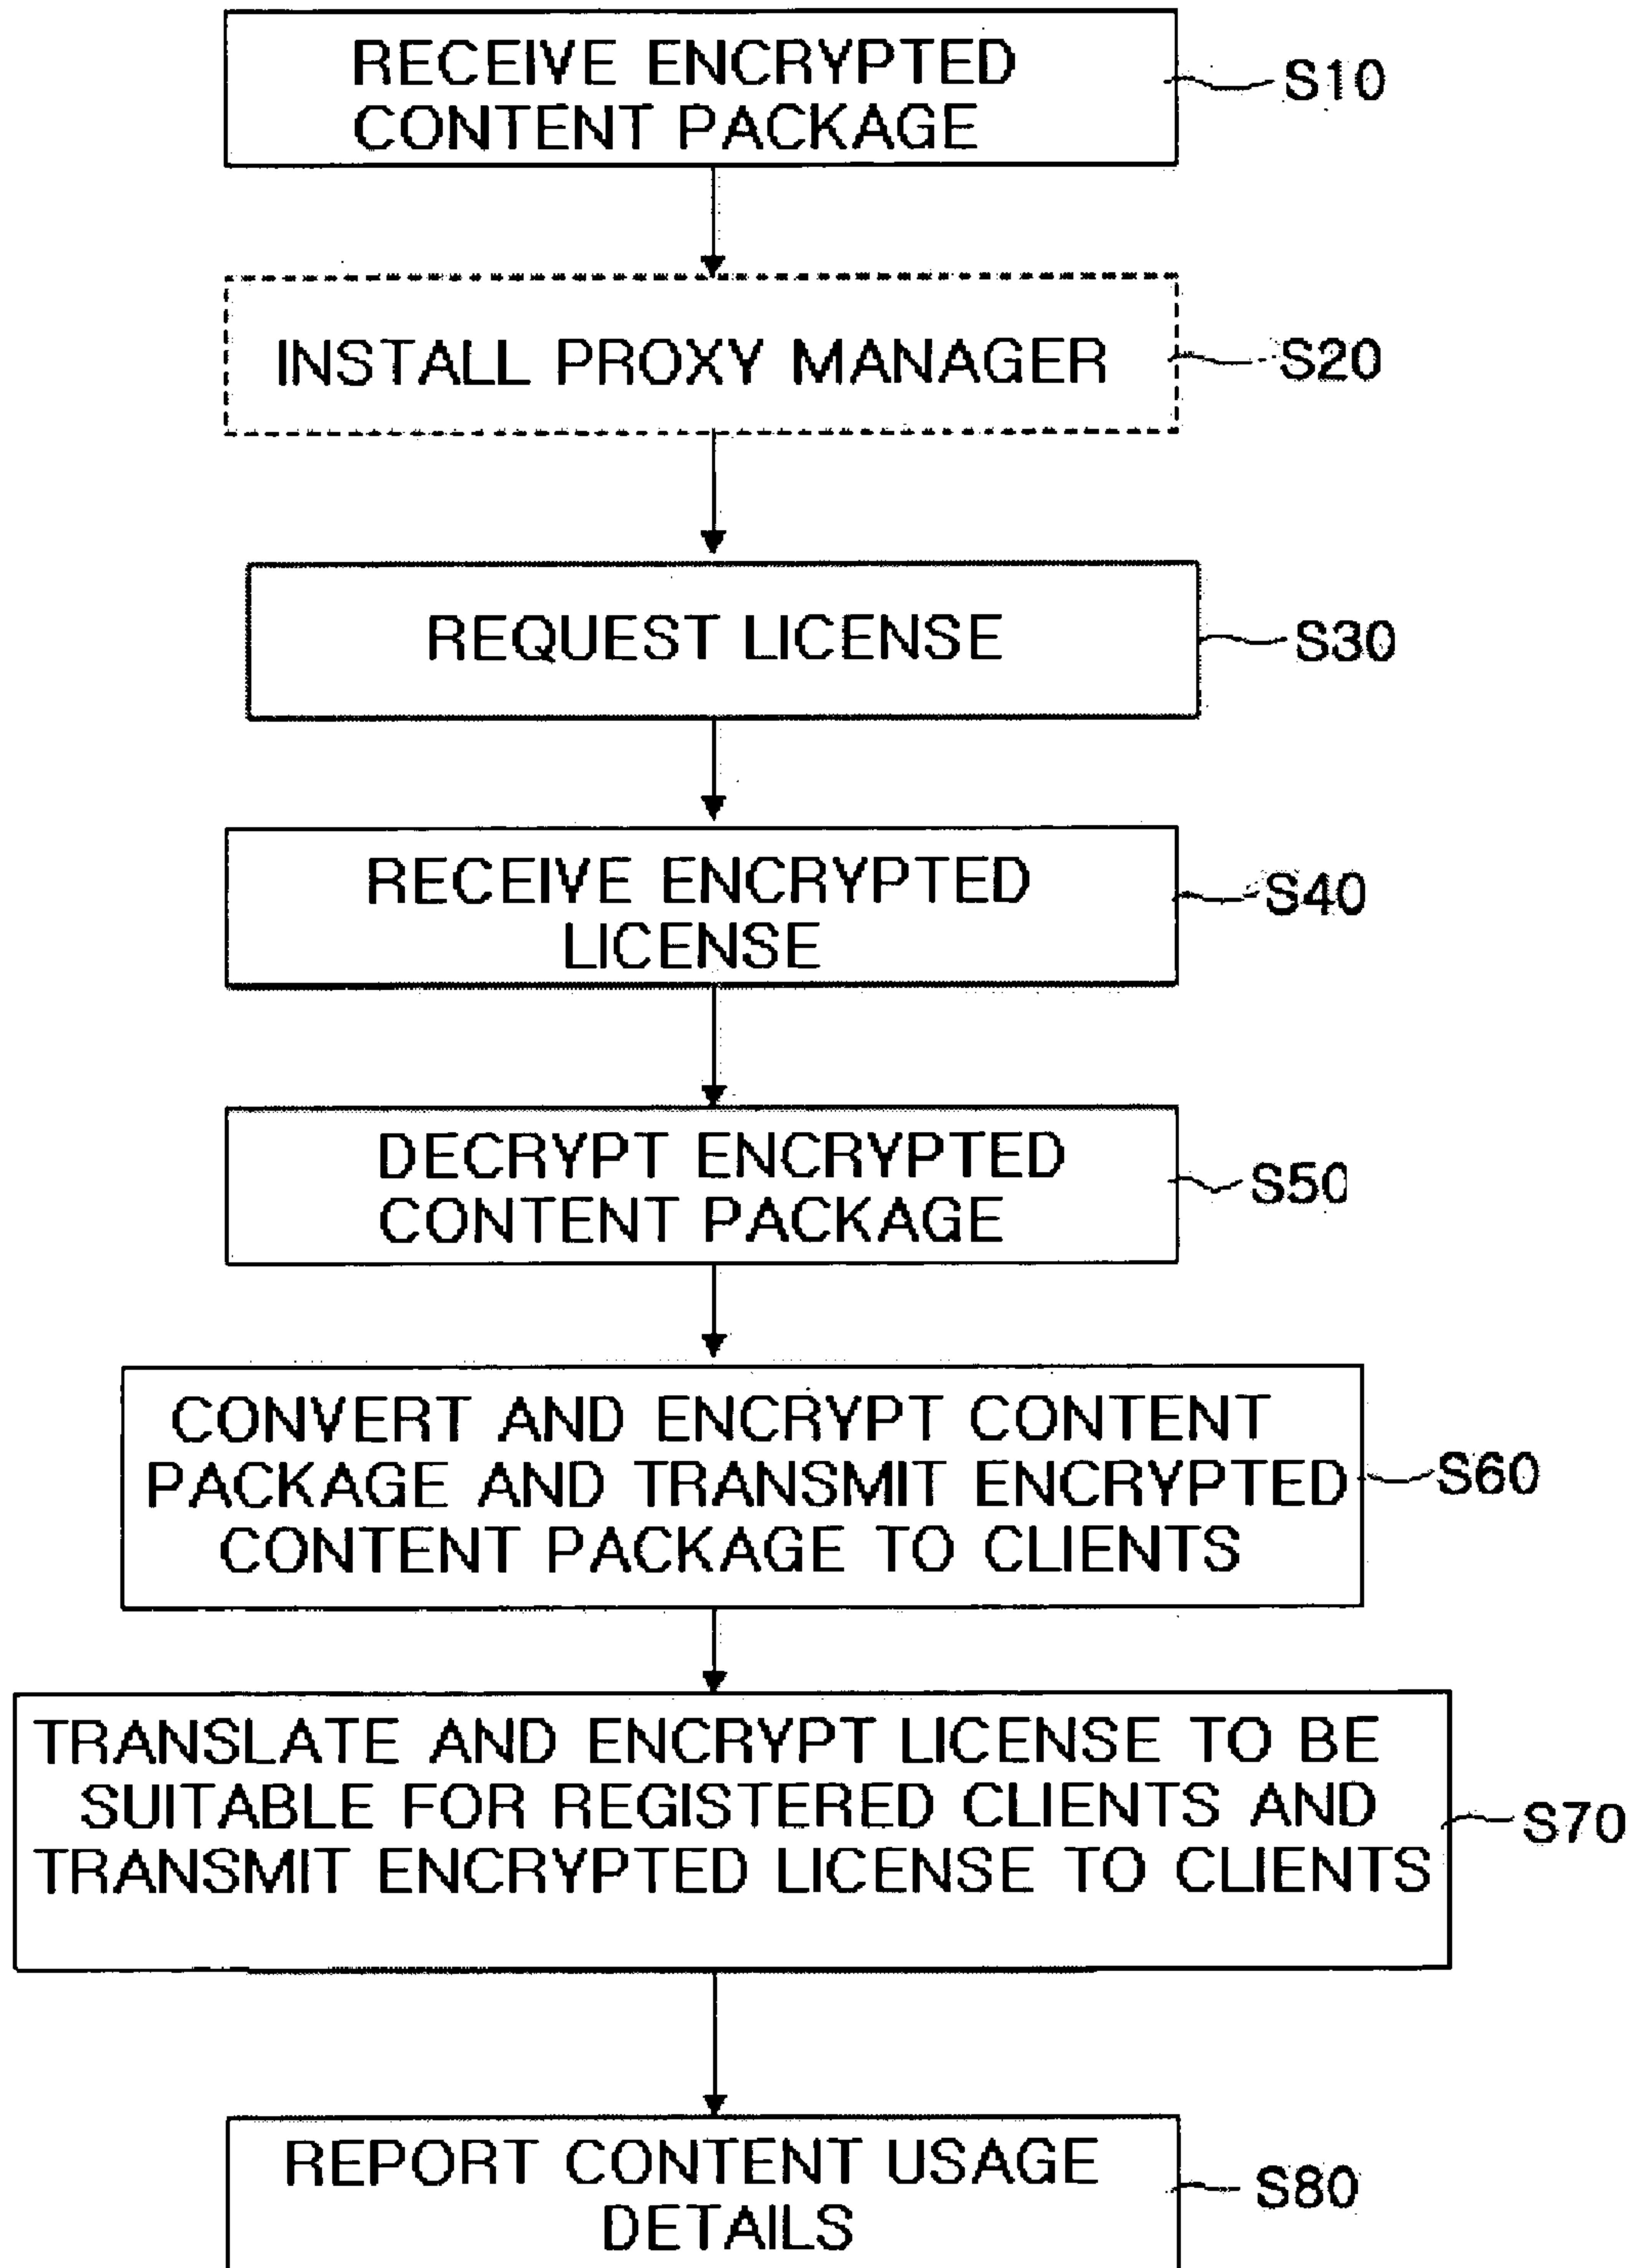 RECEIVE ENCRYPTED
CONTENT PACKAGE
S10
INSTALL PROXY MANAGER
S20
REQUEST LICENSE
S30
RECEIVE ENCRYPTED
LICENSE
S40
DECRYPT ENCRYPTED
CONTENT PACKAGE
S50
CONVERT AND ENCRYPT CONTENT
PACKAGE AND TRANSMIT ENCRYPTED
CONTENT PACKAGE TO CLIENTS
S60
TRANSLATE AND ENCRYPT LICENSE TO BE
SUITABLE FOR REGISTERED CLIENTS AND
TRANSMIT ENCRYPTED LICENSE TO CLIENTS
S70
REPORT CONTENT USAGE
DETAILS
S80